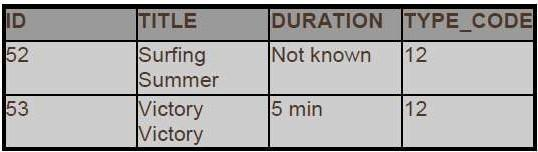 ID TITLE DURATION TYPE_CODE
52 Surfing Not known 12
Summer
53 Victory 5 min 12
Victory